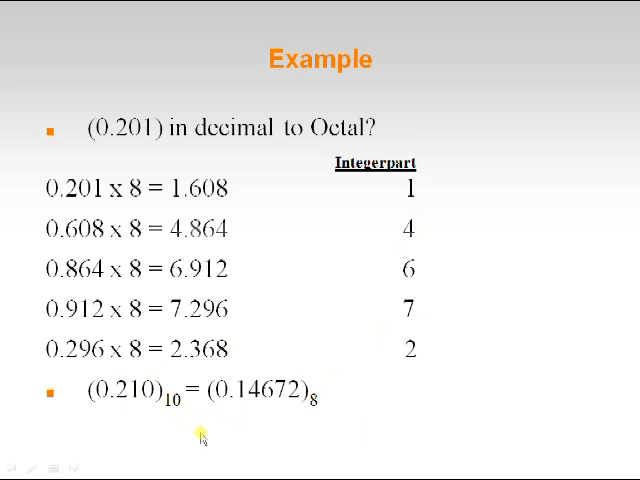 Example
(0.201) in decimal to Octal?
Integerpart
0.201 x 8 = 1.608 1
0.608 x 8 = 4.864 4
0.864 x 8 = 6.912 6
0.912 x 8 = 7.296 7
0.296 x 8 = 2.368 2
(0.210)10 = (0.14672)8